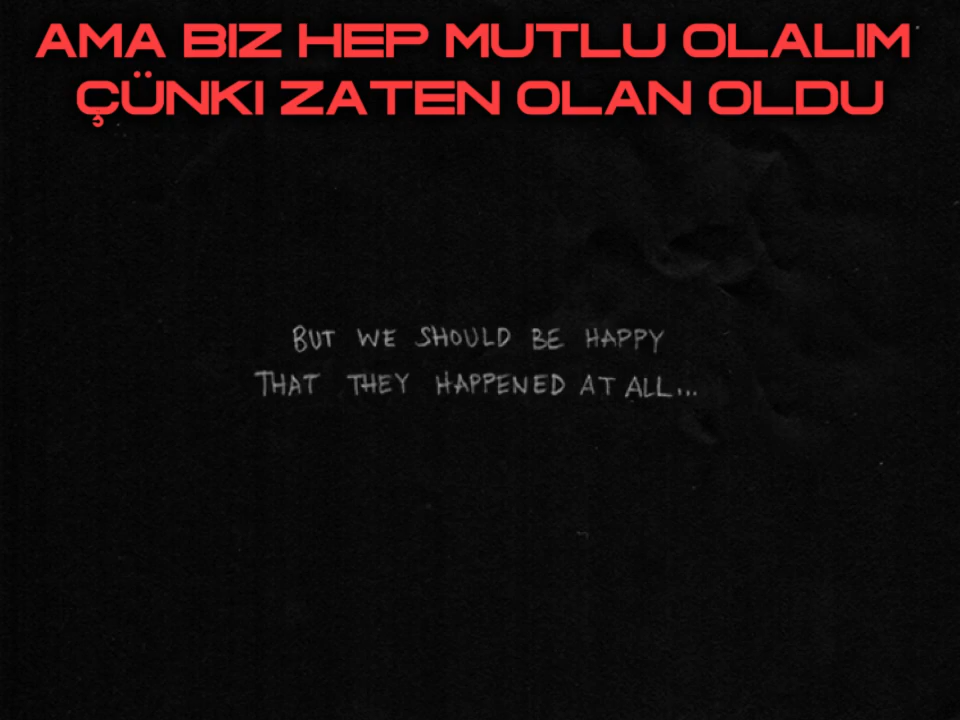 AMA BIZ HEP MUTLU OLALIM
ÇÜNKI ZATEN OLAN OLDU
BUT WE SHOULD BE HAPPY
THAT THEY HAPPENED AT ALL...